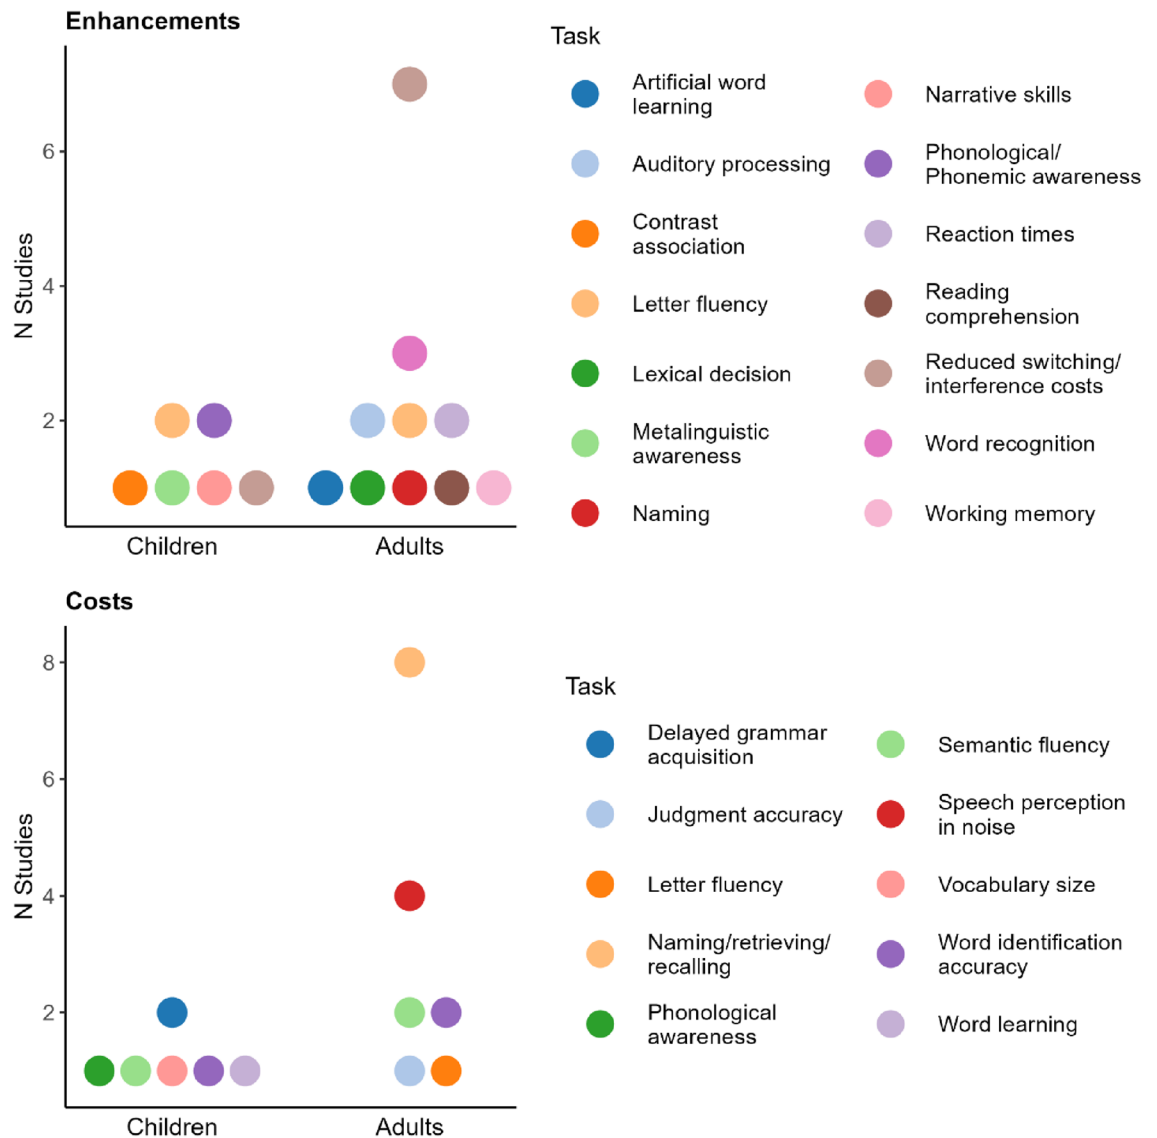 Enhancements
N Studies
6
4
2
Children
Adults
Task
Artificial word
learning
Auditory processing
Contrast
association
Letter fluency
Lexical decision
Metalinguistic
awareness
Naming
Narrative skills
Phonological/
Phonemic awareness
Reaction times
Reading
comprehension
Reduced switching/
interference costs
Word recognition
Working memory
Costs
N Studies
8
6
4
2
Children
Adults
Task
Delayed grammar
acquisition
Judgment accuracy
Letter fluency
Naming/retrieving/
recalling
Phonological
awareness
Semantic fluency
Speech perception
in noise
Vocabulary size
Word identification
accuracy
Word learning